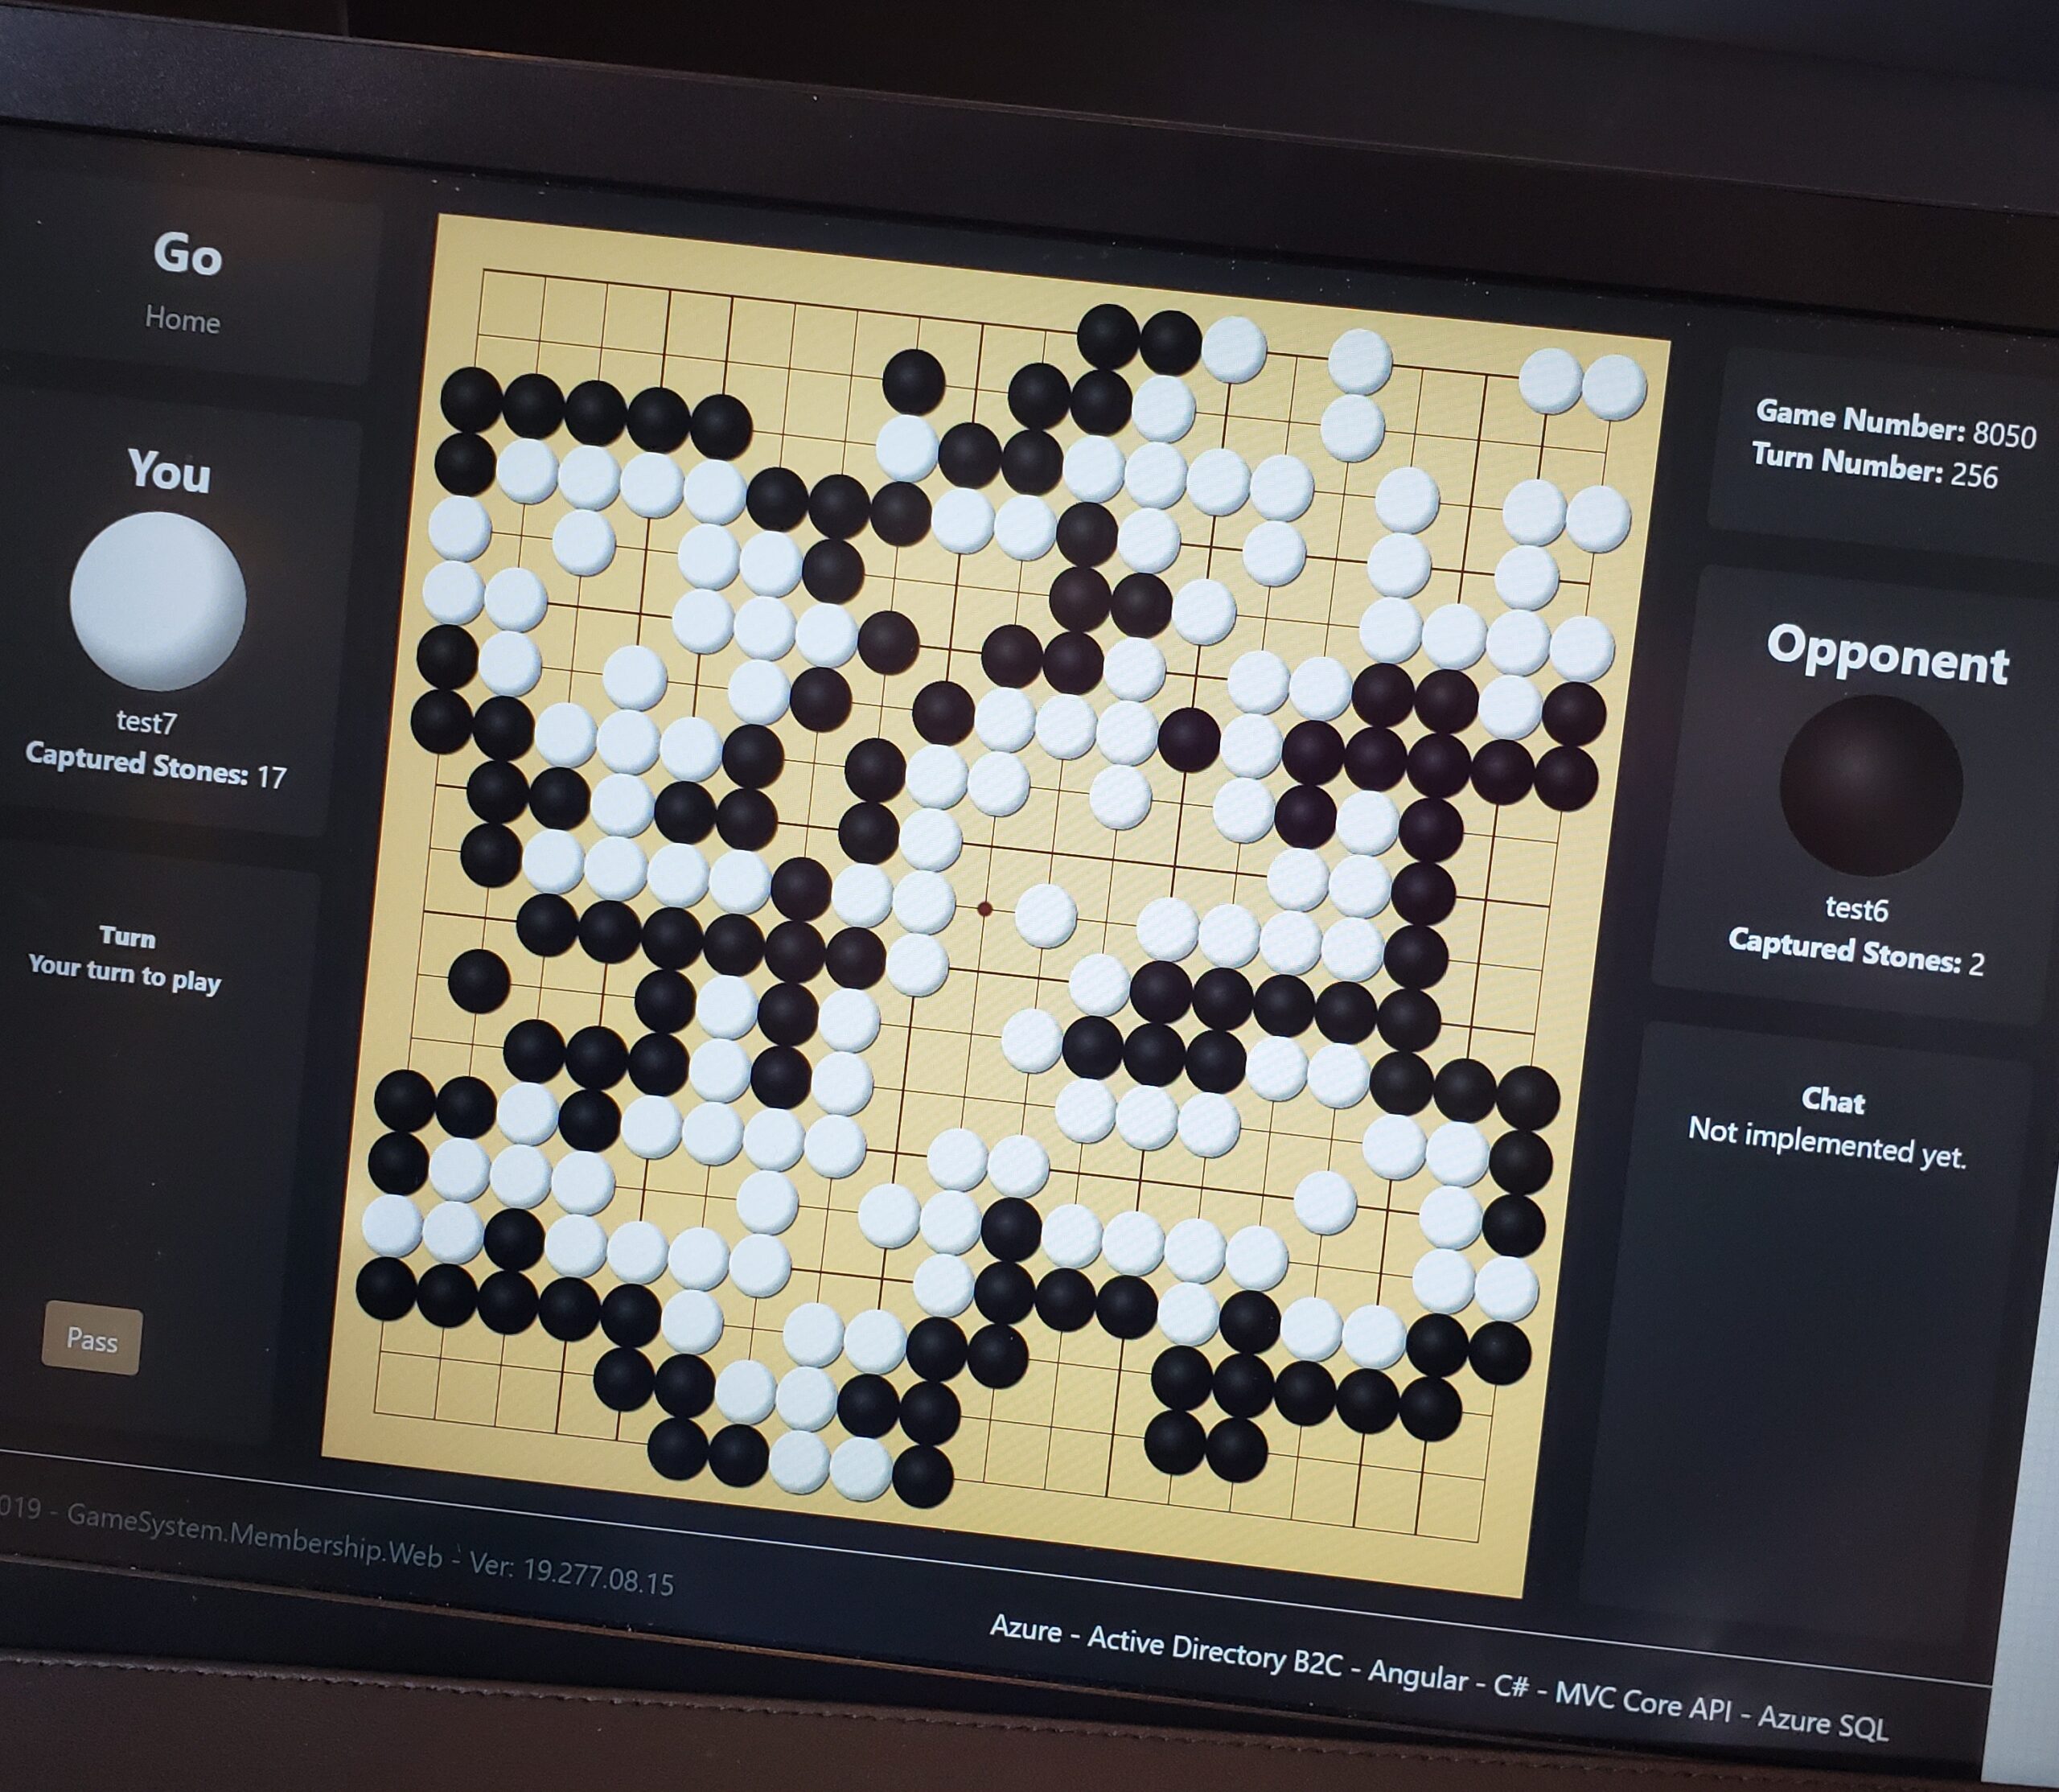 Go
Home
You
test7
Captured Stones: 17
Turn
Your turn to play
Pass
Game Number: 8050
Turn Number: 256
Opponent
test6
Captured Stones: 2
Chat
Not implemented yet.
019 - GameSystem.Membership.Web - Ver: 19.277.08.15
Azure - Active Directory B2C - Angular - C# - MVC Core API - Azure SQL